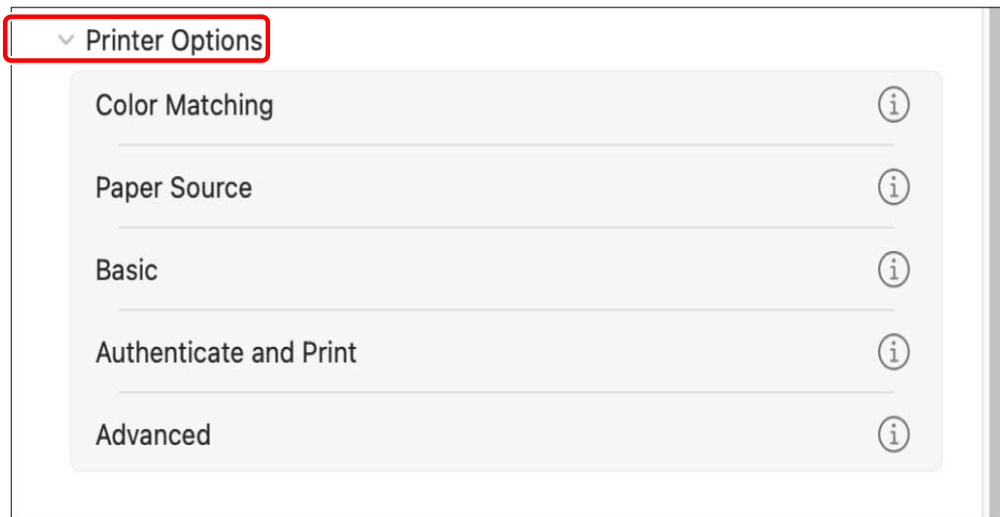 Printer Options
Color Matching
Paper Source
Basic
Authenticate and Print
Advanced